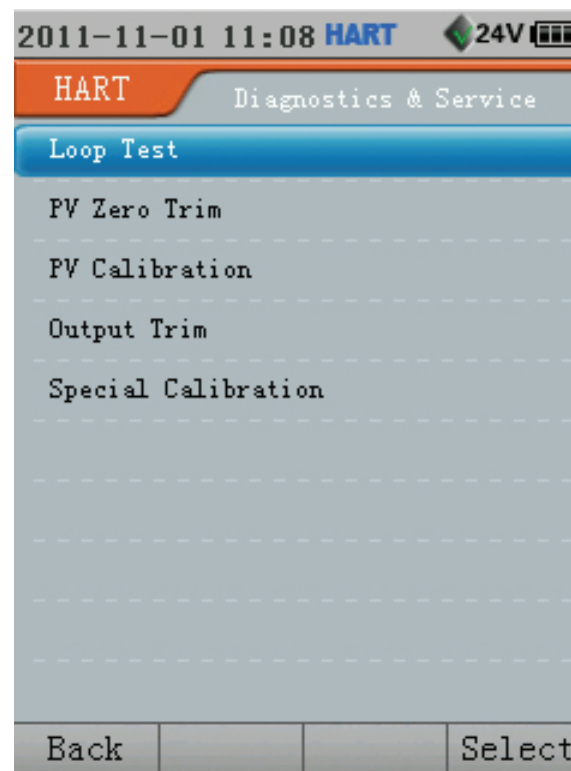 2011-11-01 11:08 HART 24V
HART Diagnostics & Service
Loop Test
PV Zero Trim
PV Calibration
Output Trim
Special Calibration
Back Select